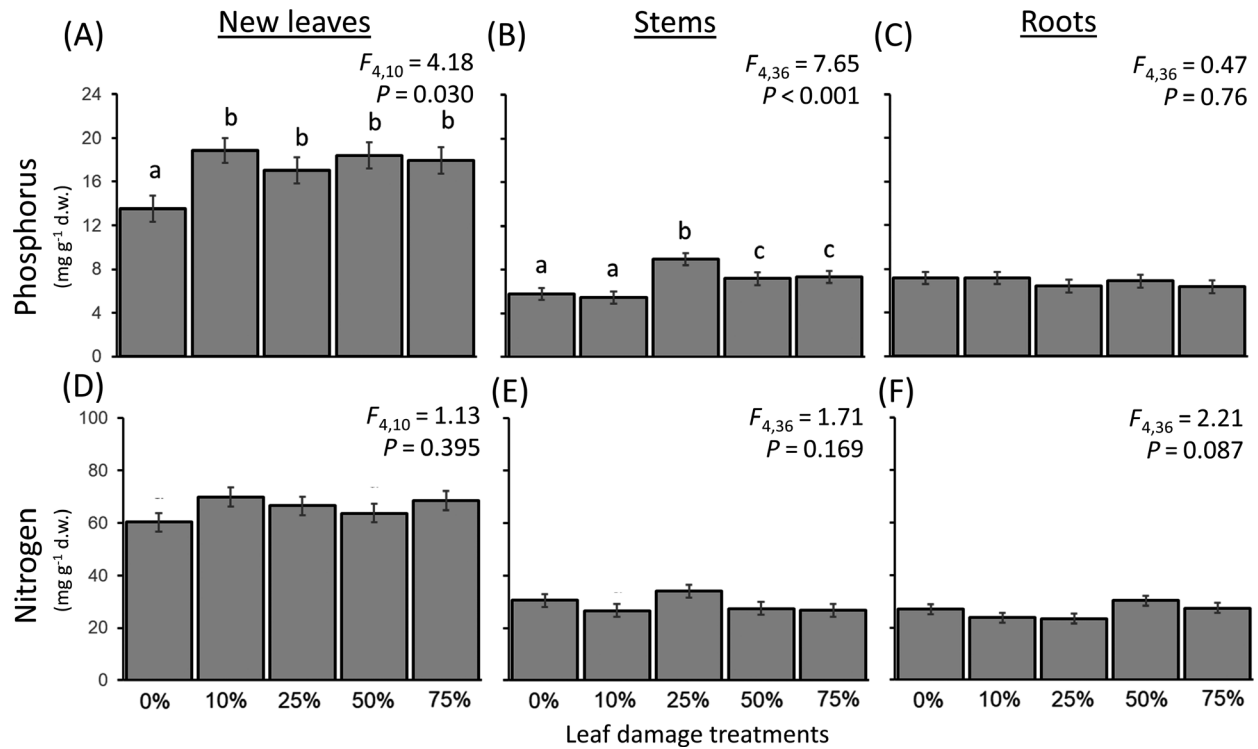 (A) New leaves
F4,10 = 4.18
P = 0.030
Phosphorus
(mg g-1 d.w.)
24
20
16
12
8
4
0
a b b b b
(B) Stems
F4,36 = 7.65
P < 0.001
a a b c c
(C) Roots
F4,36 = 0.47
P = 0.76
(D)
F4,10 = 1.13
P = 0.395
Nitrogen
(mg g-1 d.w.)
100
80
60
40
20
0
0% 10% 25% 50% 75%
(E)
F4,36 = 1.71
P = 0.169
0% 10% 25% 50% 75%
(F)
F4,36 = 2.21
P = 0.087
0% 10% 25% 50% 75%
Leaf damage treatments